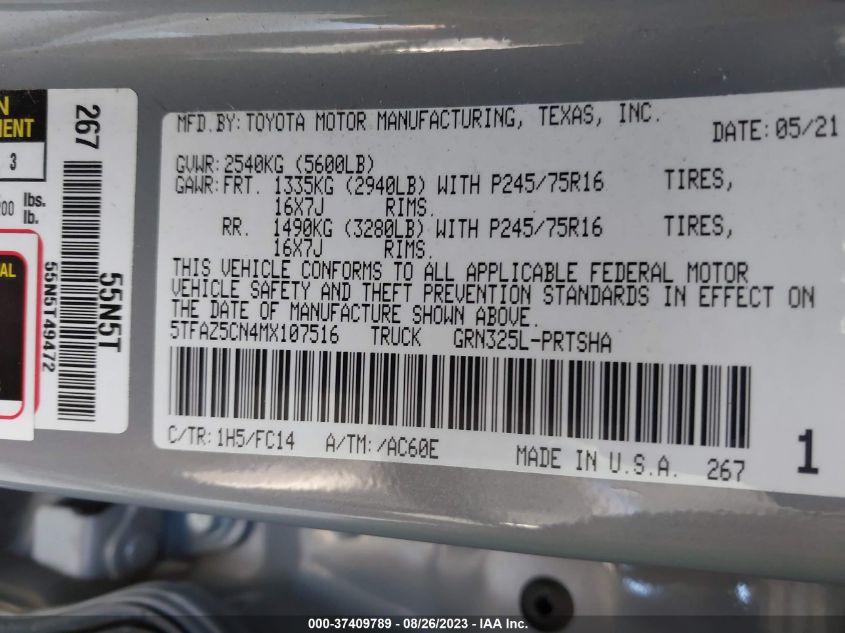 MFD.BY: TOYOTA MOTOR MANUFACTURING, TEXAS, INC.
DATE: 05/21
GVWR: 2540KG (5600LB)
GAWR: FRT. 1335KG (2940LB) WITH P245/75R16 TIRES,
16X7J RIMS.
RR. 1490KG (3280LB) WITH P245/75R16 TIRES,
16X7J RIMS.
THIS VEHICLE CONFORMS TO ALL APPLICABLE FEDERAL MOTOR
VEHICLE SAFETY AND THEFT PREVENTION STANDARDS IN EFFECT ON
THE DATE OF MANUFACTURE SHOWN ABOVE.
5TFAZ5CN4MX107516 TRUCK GRN325L-PRTSHA
C/TR: 1H5/FC14 A/TM: /AC60E MADE IN U.S.A. 267
1
267
55N5T
55N5T49472
3
lbs.
lb.
000-37409789 - 08/26/2023 - IAA Inc.